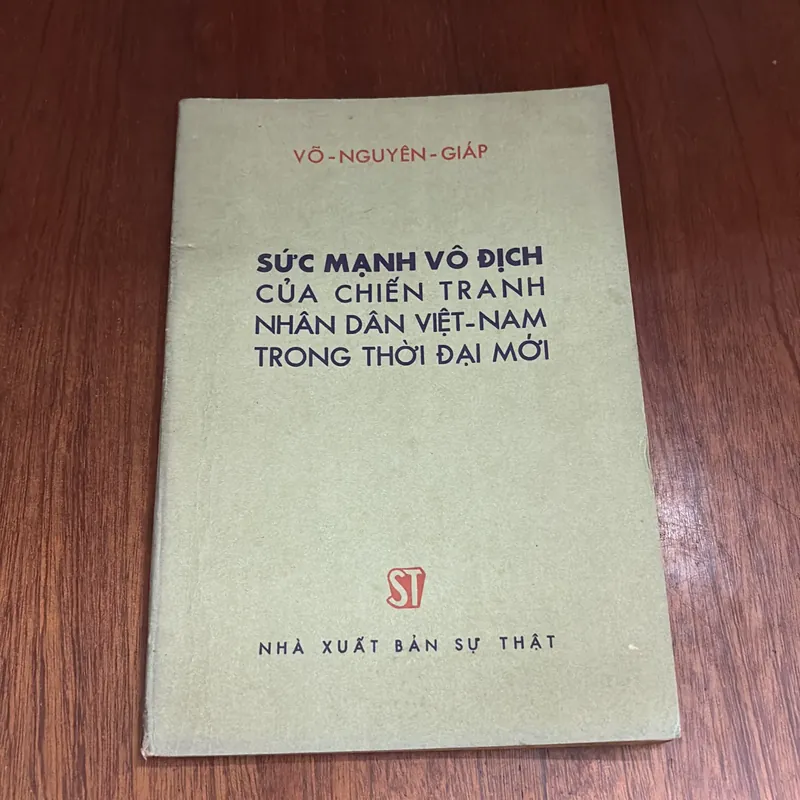 VÕ-NGUYÊN-GIÁP
SỨC MẠNH VÔ ĐỊCH
CỦA CHIẾN TRANH
NHÂN DÂN VIỆT-NAM
TRONG THỜI ĐẠI MỚI
ST
NHÀ XUẤT BẢN SỰ THẬT